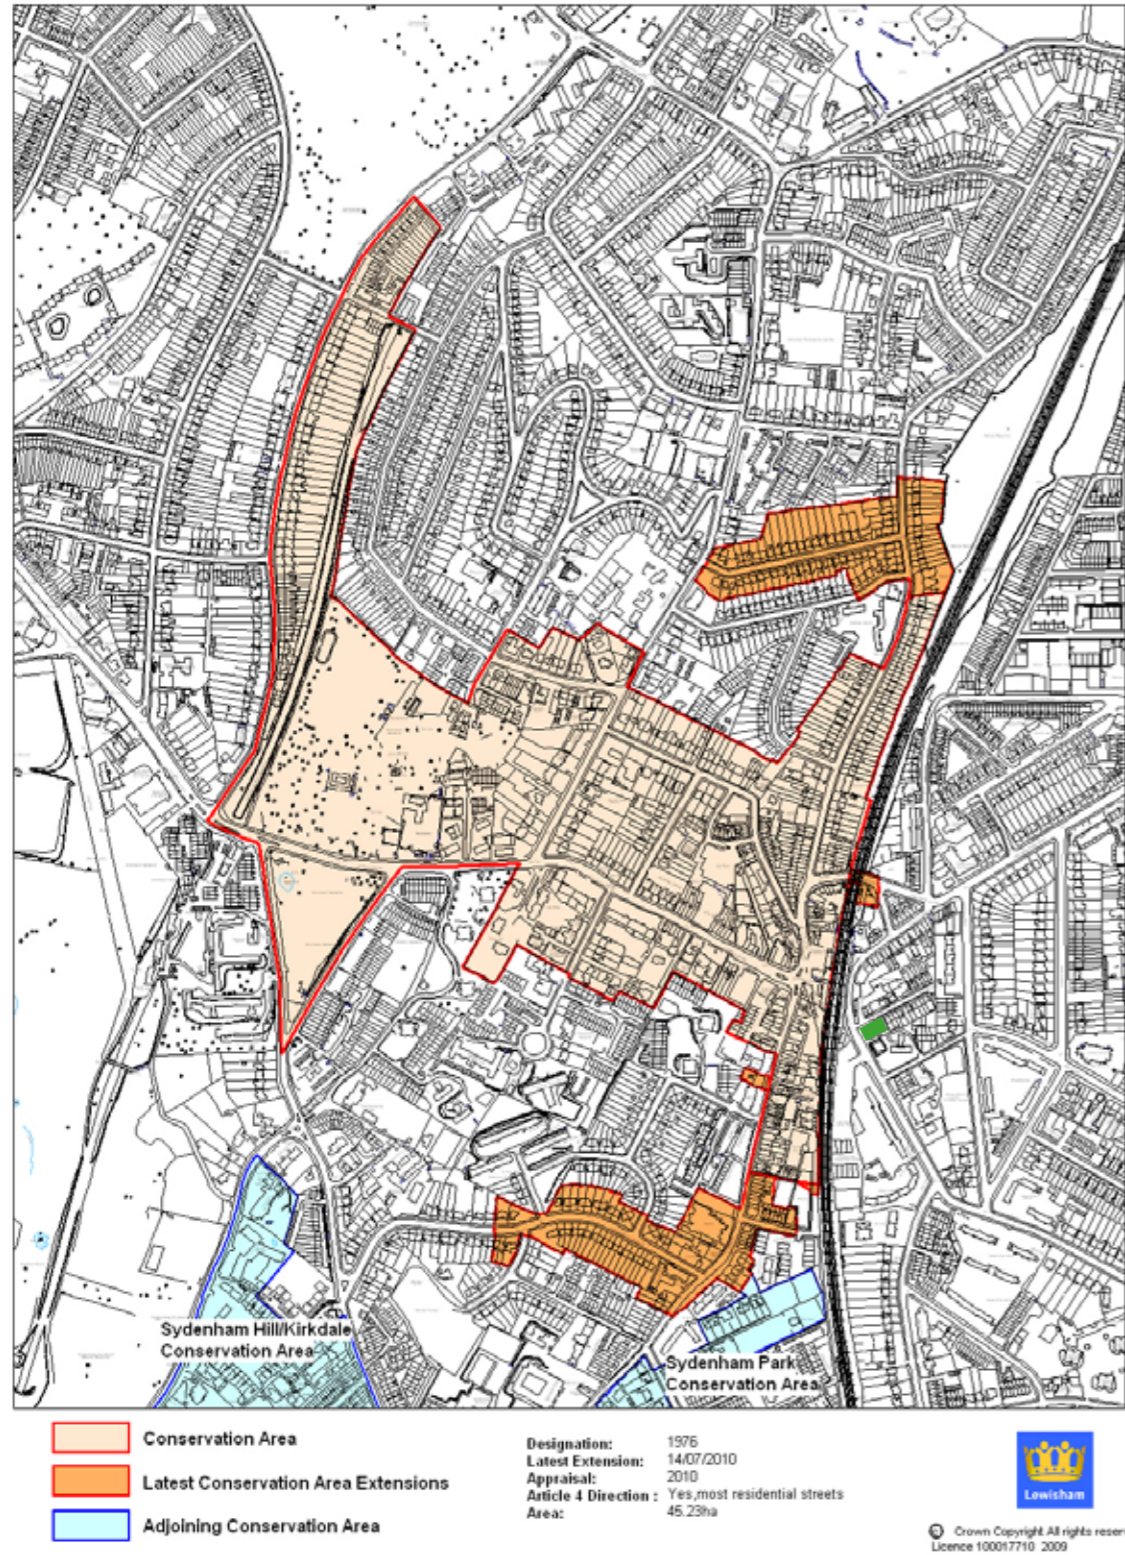 Sydenham Hill/Kirkdale
Conservation Area
Sydenham Park
Conservation Area
Conservation Area
Latest Conservation Area Extensions
Adjoining Conservation Area
Designation: 1976
Latest Extension: 14/07/2010
Appraisal: 2010
Article 4 Direction : Yes,most residential streets
Area: 45.23ha
Lewisham
© Crown Copyright All rights reser
Licence 100017710 2009